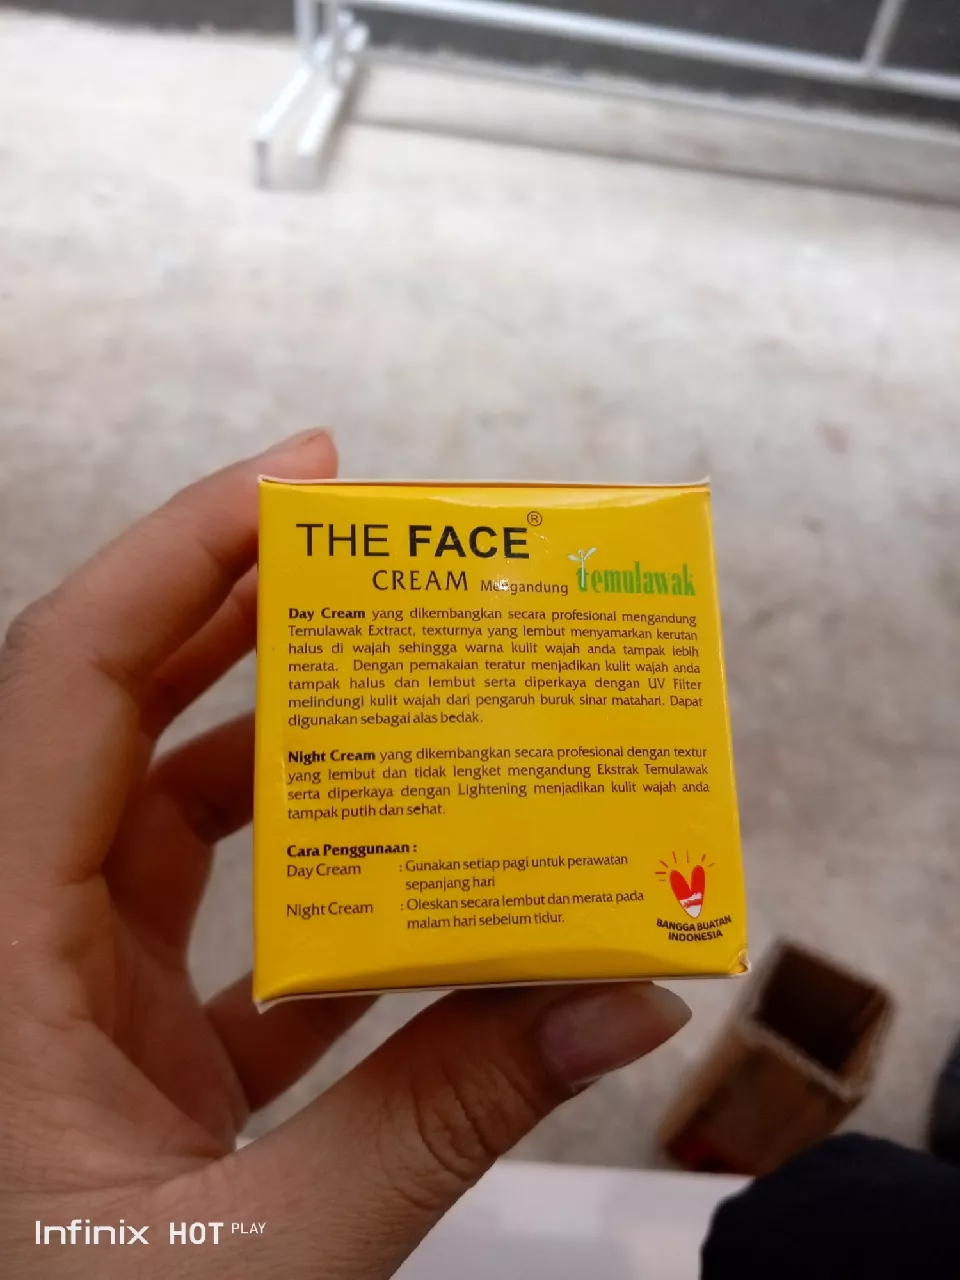 THE FACE®
CREAM Mengandung temulawak
Day Cream yang dikembangkan secara profesional mengandung
Temulawak Extract, texturnya yang lembut menyamarkan kerutan
halus di wajah sehingga warna kulit wajah anda tampak lebih
merata. Dengan pemakaian teratur menjadikan kulit wajah anda
tampak halus dan lembut serta diperkaya dengan UV Filter
melindungi kulit wajah dari pengaruh buruk sinar matahari. Dapat
digunakan sebagai alas bedak.
Night Cream yang dikembangkan secara profesional dengan textur
yang lembut dan tidak lengket mengandung Ekstrak Temulawak
serta diperkaya dengan Lightening menjadikan kulit wajah anda
tampak putih dan sehat.
Cara Penggunaan :
Day Cream : Gunakan setiap pagi untuk perawatan
sepanjang hari
Night Cream : Oleskan secara lembut dan merata pada
malam hari sebelum tidur.
BANGGA BUATAN
INDONESIA
Infinix HOT PLAY